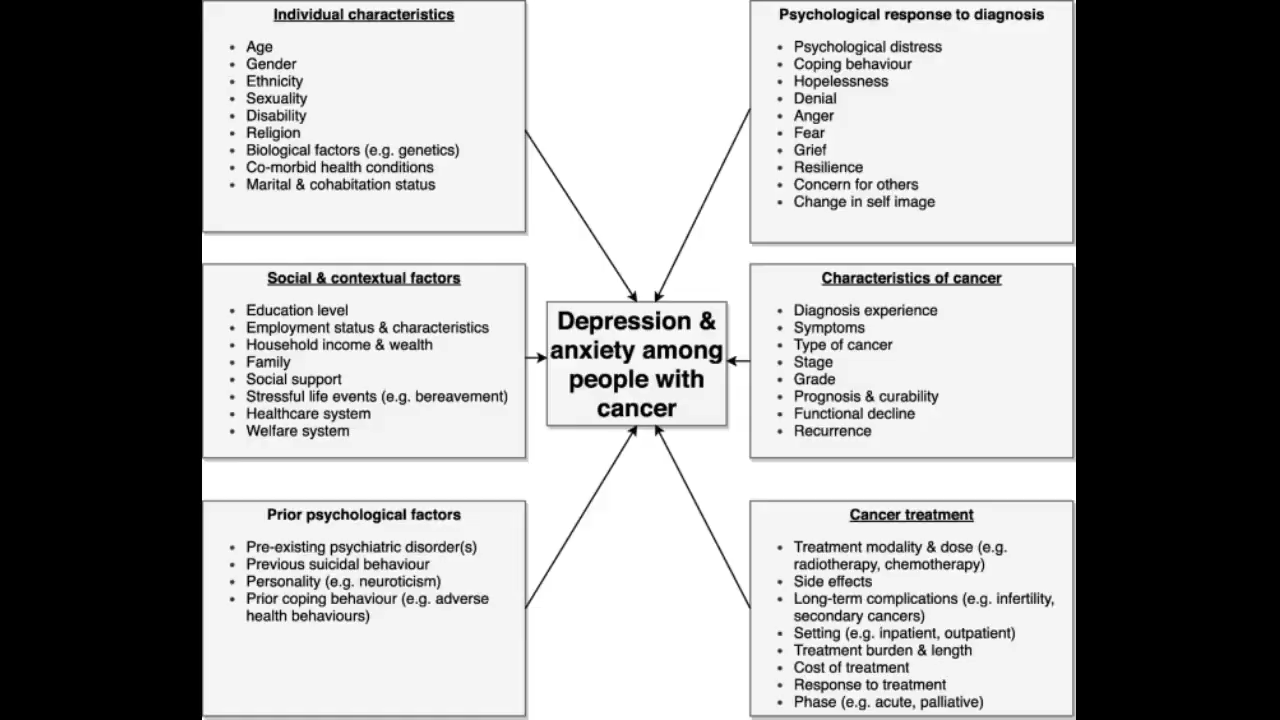 Individual characteristics
Age
Gender
Ethnicity
Sexuality
Disability
Religion
Biological factors (e.g. genetics)
Co-morbid health conditions
Marital & cohabitation status
Psychological response to diagnosis
Psychological distress
Coping behaviour
Hopelessness
Denial
Anger
Fear
Grief
Resilience
Concern for others
Change in self image
Social & contextual factors
Education level
Employment status & characteristics
Household income & wealth
Family
Social support
Stressful life events (e.g. bereavement)
Healthcare system
Welfare system
Depression &
anxiety among
people with
cancer
Characteristics of cancer
Diagnosis experience
Symptoms
Type of cancer
Stage
Grade
Prognosis & curability
Functional decline
Recurrence
Prior psychological factors
Pre-existing psychiatric disorder(s)
Previous suicidal behaviour
Personality (e.g. neuroticism)
Prior coping behaviour (e.g. adverse
health behaviours)
Cancer treatment
Treatment modality & dose (e.g.
radiotherapy, chemotherapy)
Side effects
Long-term complications (e.g. infertility,
secondary cancers)
Setting (e.g. inpatient, outpatient)
Treatment burden & length
Cost of treatment
Response to treatment
Phase (e.g. acute, palliative)